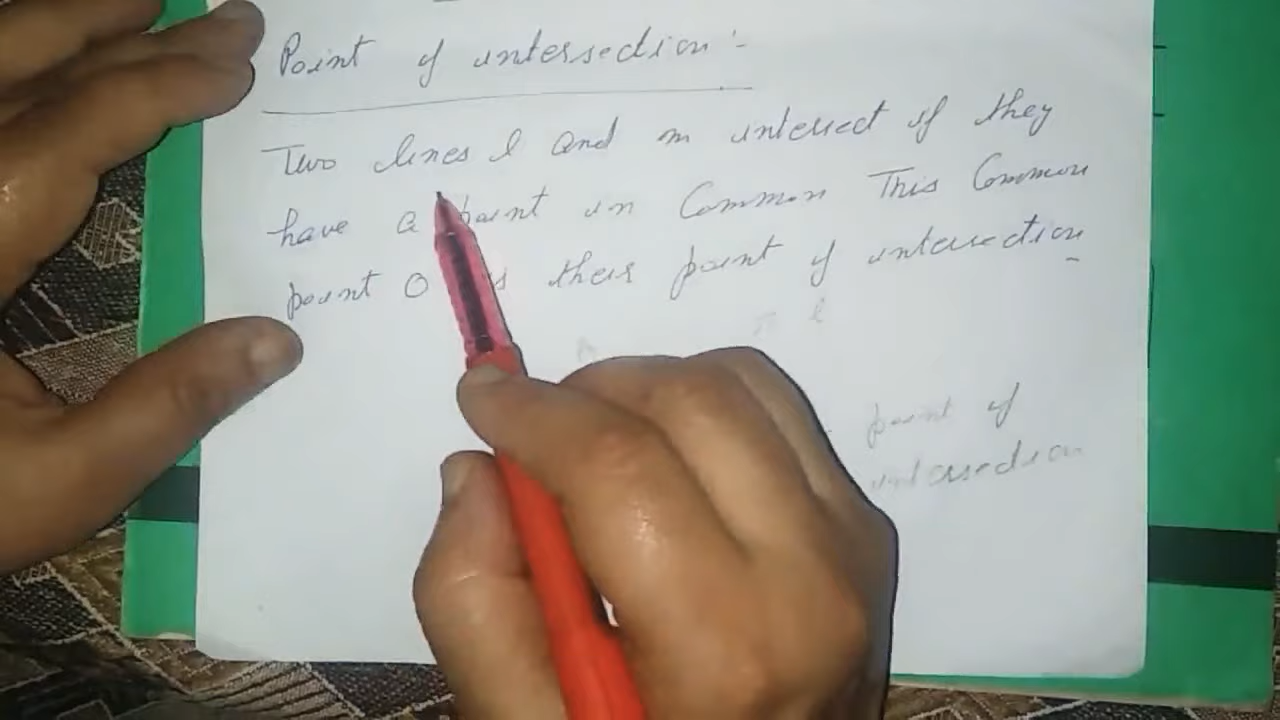 Point of intersection :-
Two lines l and m intersect if they
have a point in Common This Common
point O is their point of intersection
l
point of
intersection